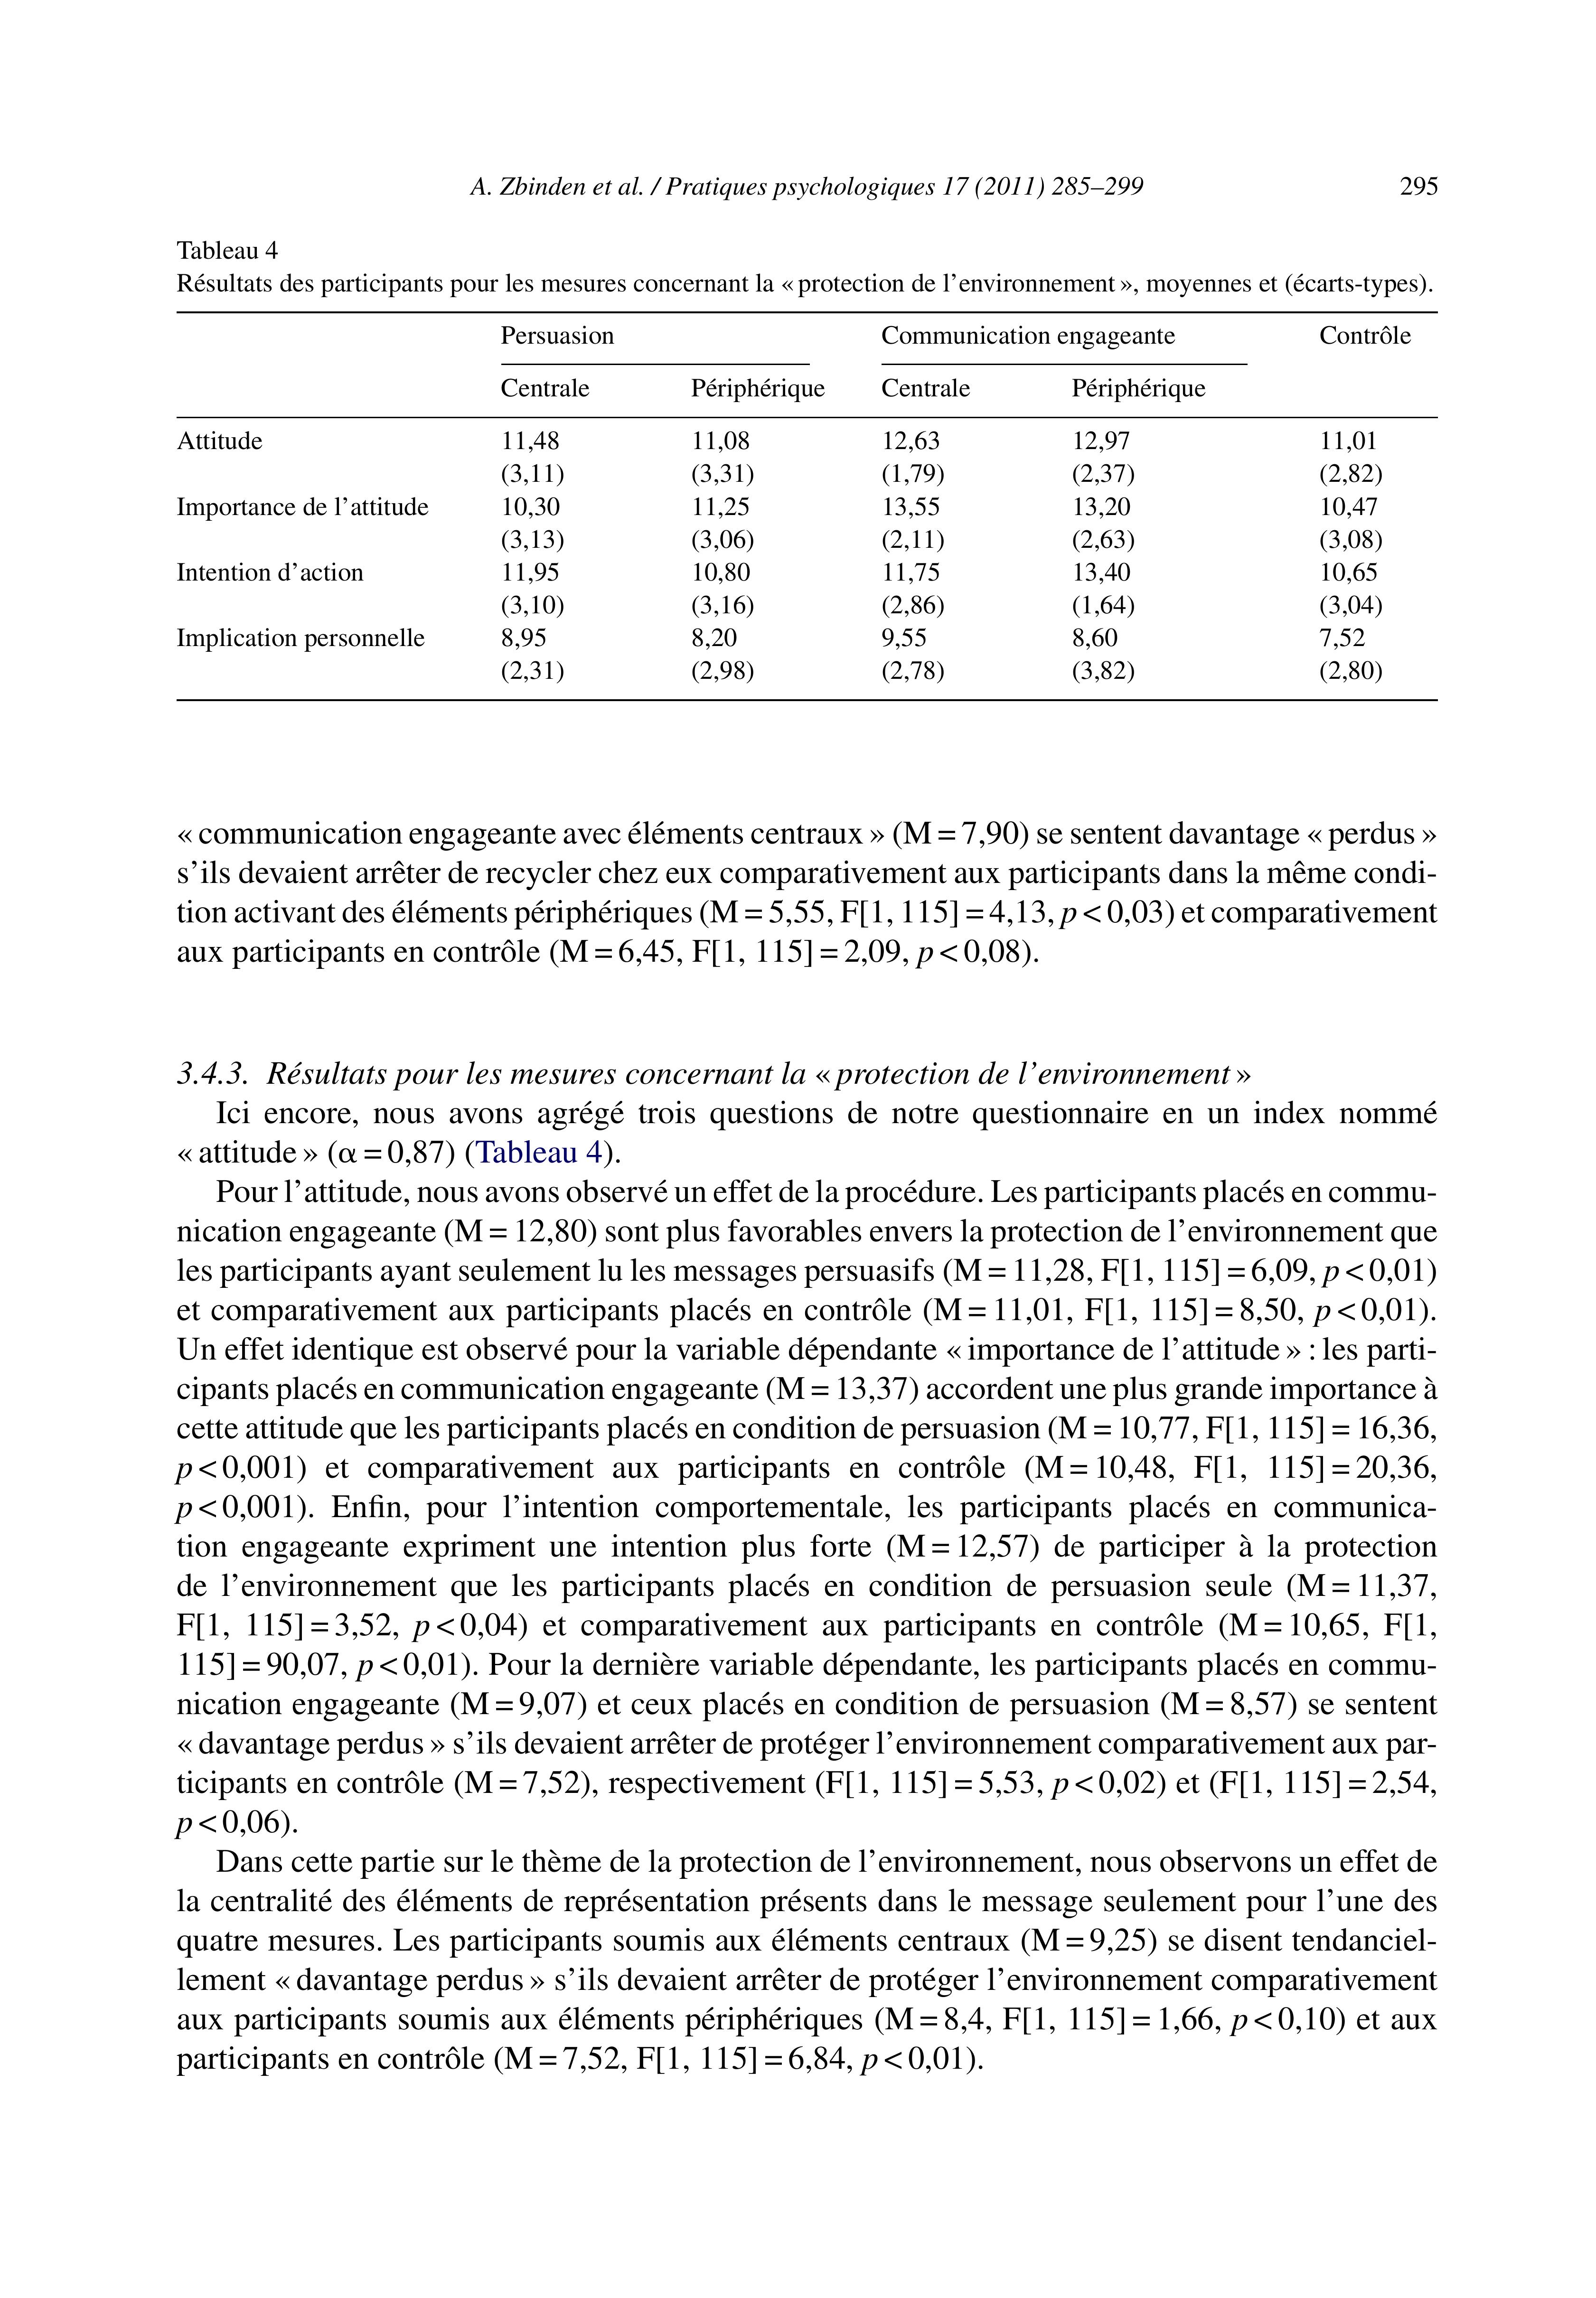 A. Zbinden et al. / Pratiques psychologiques 17 (2011) 285–299 295
Tableau 4
Résultats des participants pour les mesures concernant la « protection de l’environnement », moyennes et (écarts-types).
Persuasion Communication engageante Contrôle
Centrale Périphérique Centrale Périphérique
Attitude 11,48 11,08 12,63 12,97 11,01
(3,11) (3,31) (1,79) (2,37) (2,82)
Importance de l’attitude 10,30 11,25 13,55 13,20 10,47
(3,13) (3,06) (2,11) (2,63) (3,08)
Intention d’action 11,95 10,80 11,75 13,40 10,65
(3,10) (3,16) (2,86) (1,64) (3,04)
Implication personnelle 8,95 8,20 9,55 8,60 7,52
(2,31) (2,98) (2,78) (3,82) (2,80)
« communication engageante avec éléments centraux » (M = 7,90) se sentent davantage « perdus »
s’ils devaient arrêter de recycler chez eux comparativement aux participants dans la même condi-
tion activant des éléments périphériques (M = 5,55, F[1, 115] = 4,13, p < 0,03) et comparativement
aux participants en contrôle (M = 6,45, F[1, 115] = 2,09, p < 0,08).
3.4.3. Résultats pour les mesures concernant la « protection de l’environnement »
Ici encore, nous avons agrégé trois questions de notre questionnaire en un index nommé
« attitude » (α = 0,87) (Tableau 4).
Pour l’attitude, nous avons observé un effet de la procédure. Les participants placés en commu-
nication engageante (M = 12,80) sont plus favorables envers la protection de l’environnement que
les participants ayant seulement lu les messages persuasifs (M = 11,28, F[1, 115] = 6,09, p < 0,01)
et comparativement aux participants placés en contrôle (M = 11,01, F[1, 115] = 8,50, p < 0,01).
Un effet identique est observé pour la variable dépendante « importance de l’attitude » : les parti-
cipants placés en communication engageante (M = 13,37) accordent une plus grande importance à
cette attitude que les participants placés en condition de persuasion (M = 10,77, F[1, 115] = 16,36,
p < 0,001) et comparativement aux participants en contrôle (M = 10,48, F[1, 115] = 20,36,
p < 0,001). Enfin, pour l’intention comportementale, les participants placés en communica-
tion engageante expriment une intention plus forte (M = 12,57) de participer à la protection
de l’environnement que les participants placés en condition de persuasion seule (M = 11,37,
F[1, 115] = 3,52, p < 0,04) et comparativement aux participants en contrôle (M = 10,65, F[1,
115] = 90,07, p < 0,01). Pour la dernière variable dépendante, les participants placés en commu-
nication engageante (M = 9,07) et ceux placés en condition de persuasion (M = 8,57) se sentent
« davantage perdus » s’ils devaient arrêter de protéger l’environnement comparativement aux par-
ticipants en contrôle (M = 7,52), respectivement (F[1, 115] = 5,53, p < 0,02) et (F[1, 115] = 2,54,
p < 0,06).
Dans cette partie sur le thème de la protection de l’environnement, nous observons un effet de
la centralité des éléments de représentation présents dans le message seulement pour l’une des
quatre mesures. Les participants soumis aux éléments centraux (M = 9,25) se disent tendanciel-
lement « davantage perdus » s’ils devaient arrêter de protéger l’environnement comparativement
aux participants soumis aux éléments périphériques (M = 8,4, F[1, 115] = 1,66, p < 0,10) et aux
participants en contrôle (M = 7,52, F[1, 115] = 6,84, p < 0,01).